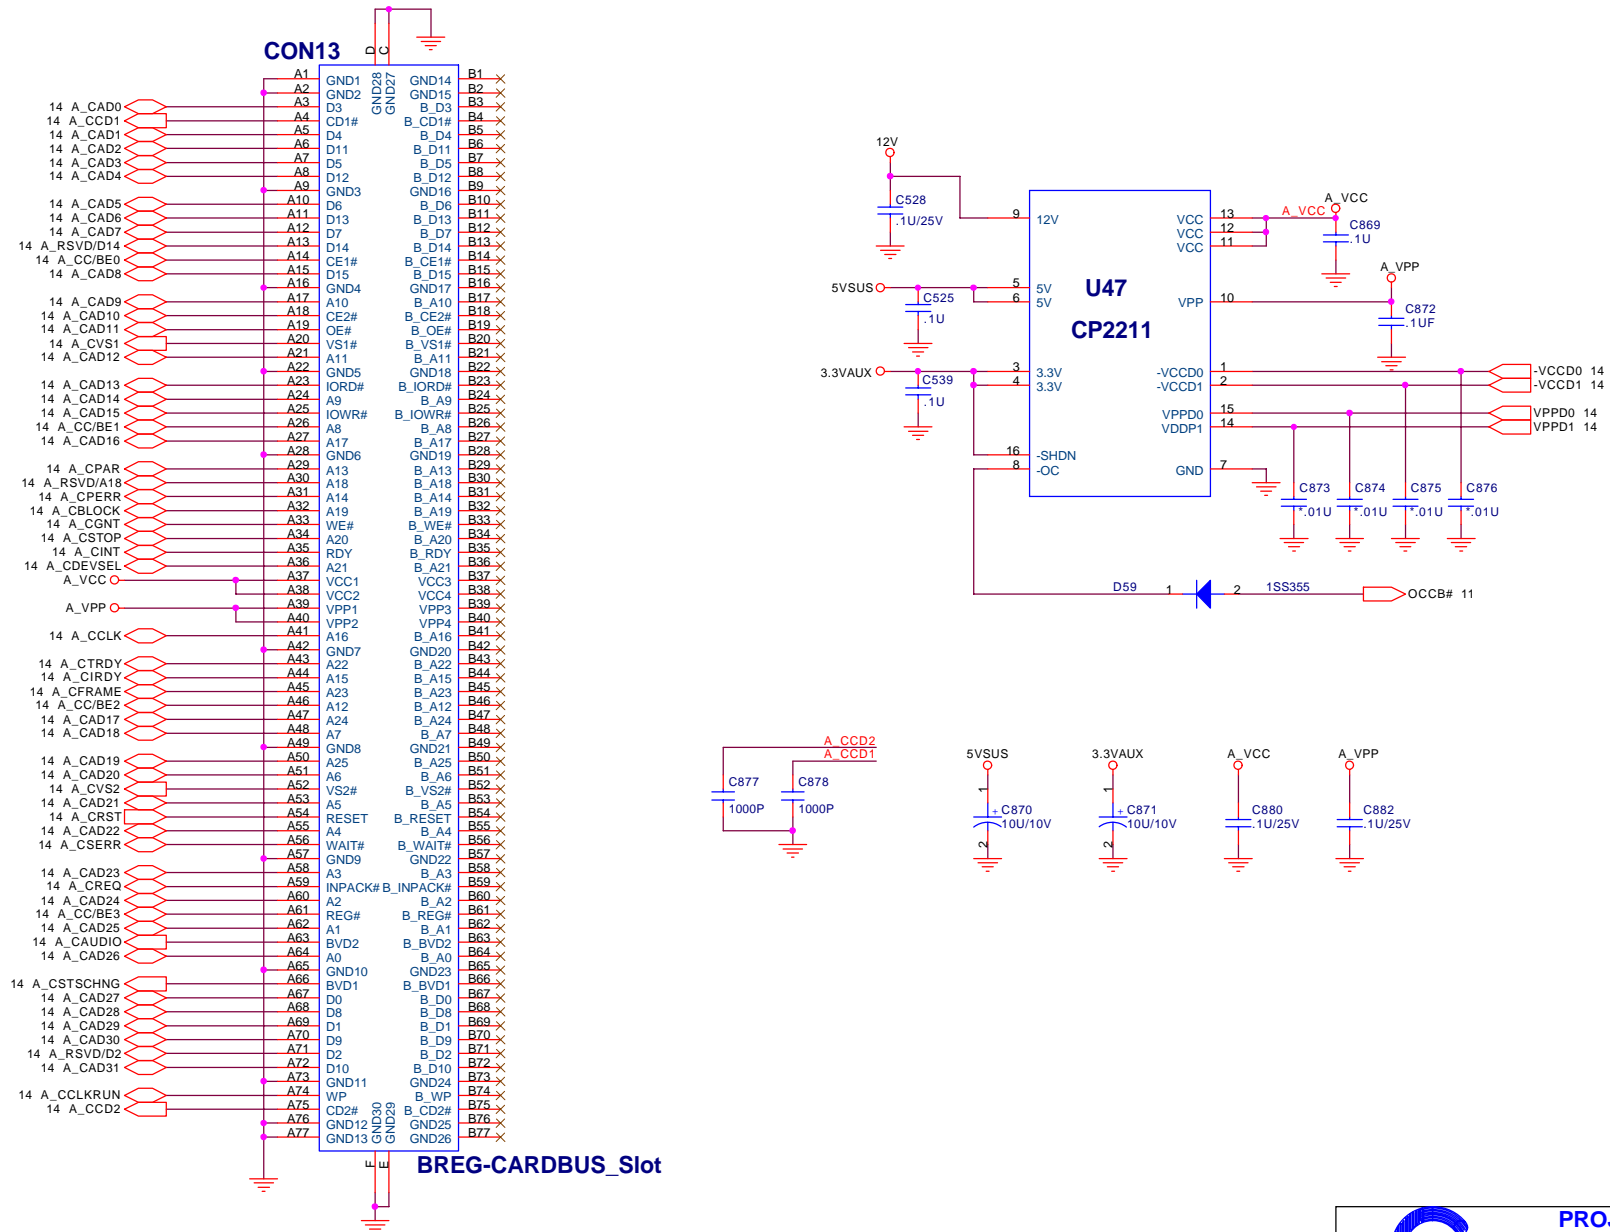 CON13
D
C
GND28
GND27
A1 GND1 GND14 B1
A2 GND2 GND15 B2
14 A_CAD0 A3 D3 B_D3 B3
14 A_CCD1 A4 CD1# B_CD1# B4
14 A_CAD1 A5 D4 B_D4 B5
14 A_CAD2 A6 D11 B_D11 B6
14 A_CAD3 A7 D5 B_D5 B7
14 A_CAD4 A8 D12 B_D12 B8
A9 GND3 GND16 B9
14 A_CAD5 A10 D6 B_D6 B10
14 A_CAD6 A11 D13 B_D13 B11
14 A_CAD7 A12 D7 B_D7 B12
14 A_RSVD/D14 A13 D14 B_D14 B13
14 A_CC/BE0 A14 CE1# B_CE1# B14
14 A_CAD8 A15 D15 B_D15 B15
A16 GND4 GND17 B16
14 A_CAD9 A17 A10 B_A10 B17
14 A_CAD10 A18 CE2# B_CE2# B18
14 A_CAD11 A19 OE# B_OE# B19
14 A_CVS1 A20 VS1# B_VS1# B20
14 A_CAD12 A21 A11 B_A11 B21
A22 GND5 GND18 B22
14 A_CAD13 A23 IORD# B_IORD# B23
14 A_CAD14 A24 A9 B_A9 B24
14 A_CAD15 A25 IOWR# B_IOWR# B25
14 A_CC/BE1 A26 A8 B_A8 B26
14 A_CAD16 A27 A17 B_A17 B27
A28 GND6 GND19 B28
14 A_CPAR A29 A13 B_A13 B29
14 A_RSVD/A18 A30 A18 B_A18 B30
14 A_CPERR A31 A14 B_A14 B31
14 A_CBLOCK A32 A19 B_A19 B32
14 A_CGNT A33 WE# B_WE# B33
14 A_CSTOP A34 A20 B_A20 B34
14 A_CINT A35 RDY B_RDY B35
14 A_CDEVSEL A36 A21 B_A21 B36
A_VCC A37 VCC1 VCC3 B37
A38 VCC2 VCC4 B38
A_VPP A39 VPP1 VPP3 B39
A40 VPP2 VPP4 B40
14 A_CCLK A41 A16 B_A16 B41
A42 GND7 GND20 B42
14 A_CTRDY A43 A22 B_A22 B43
14 A_CIRDY A44 A15 B_A15 B44
14 A_CFRAME A45 A23 B_A23 B45
14 A_CC/BE2 A46 A12 B_A12 B46
14 A_CAD17 A47 A24 B_A24 B47
14 A_CAD18 A48 A7 B_A7 B48
A49 GND8 GND21 B49
14 A_CAD19 A50 A25 B_A25 B50
14 A_CAD20 A51 A6 B_A6 B51
14 A_CVS2 A52 VS2# B_VS2# B52
14 A_CAD21 A53 A5 B_A5 B53
14 A_CRST A54 RESET B_RESET B54
14 A_CAD22 A55 A4 B_A4 B55
14 A_CSERR A56 WAIT# B_WAIT# B56
A57 GND9 GND22 B57
14 A_CAD23 A58 A3 B_A3 B58
14 A_CREQ A59 INPACK# B_INPACK# B59
14 A_CAD24 A60 A2 B_A2 B60
14 A_CC/BE3 A61 REG# B_REG# B61
14 A_CAD25 A62 A1 B_A1 B62
14 A_CAUDIO A63 BVD2 B_BVD2 B63
14 A_CAD26 A64 A0 B_A0 B64
A65 GND10 GND23 B65
14 A_CSTSCHNG A66 BVD1 B_BVD1 B66
14 A_CAD27 A67 D0 B_D0 B67
14 A_CAD28 A68 D8 B_D8 B68
14 A_CAD29 A69 D1 B_D1 B69
14 A_CAD30 A70 D9 B_D9 B70
14 A_RSVD/D2 A71 D2 B_D2 B71
14 A_CAD31 A72 D10 B_D10 B72
A73 GND11 GND24 B73
14 A_CCLKRUN A74 WP B_WP B74
14 A_CCD2 A75 CD2# B_CD2# B75
A76 GND12 GND25 B76
A77 GND13 GND26 B77
GND30
GND29
F
E
BREG-CARDBUS_Slot
12V
C528
.1U/25V
9 12V
5VSUS
C525
.1U
5 5V
6 5V
3.3VAUX
C539
.1U
3 3.3V
4 3.3V
16 -SHDN
8 -OC
U47
CP2211
VCC 13 A_VCC A_VCC
VCC 12
VCC 11
C869
.1U
A_VPP
VPP 10
C872
.1UF
-VCCD0 1 -VCCD0 14
-VCCD1 2 -VCCD1 14
VPPD0 15 VPPD0 14
VDDP1 14 VPPD1 14
GND 7
C873
*.01U
C874
*.01U
C875
*.01U
C876
*.01U
D59 1 2 1SS355 OCCB# 11
A_CCD2
A_CCD1
C877
1000P
C878
1000P
5VSUS
1
+ C870
10U/10V
2
3.3VAUX
1
+ C871
10U/10V
2
A_VCC
C880
.1U/25V
A_VPP
C882
.1U/25V